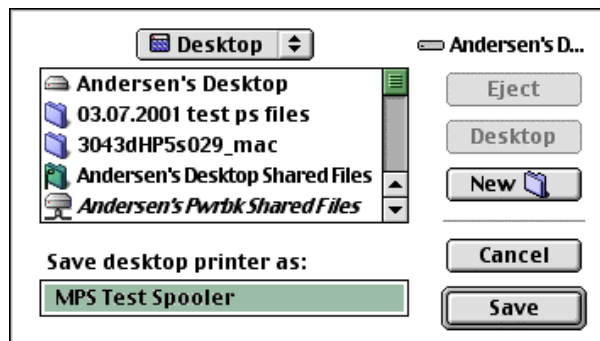 Desktop
Andersen's D...
Andersen's Desktop
03.07.2001 test ps files
3043dHP5s029_mac
Andersen's Desktop Shared Files
Andersen's Pwrbk Shared Files
Eject
Desktop
New
Save desktop printer as:
MPS Test Spooler
Cancel
Save